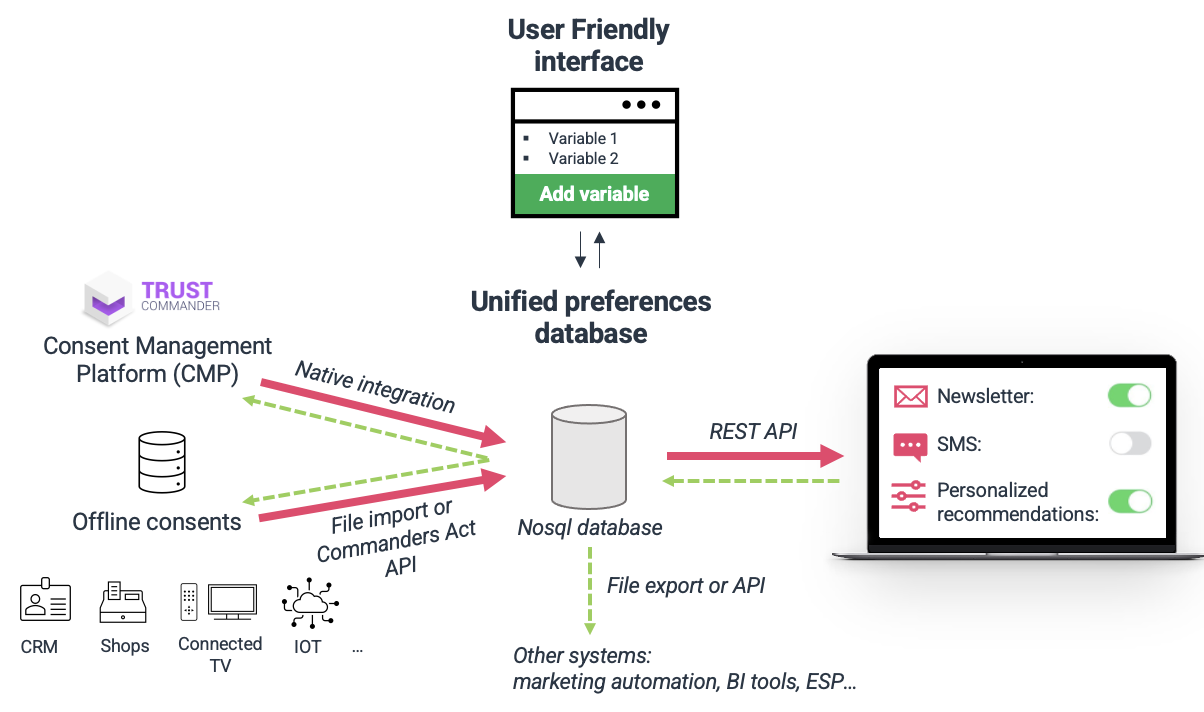 User Friendly
interface
Variable 1
Variable 2
Add variable
Unified preferences
database
TRUST
COMMANDER
Consent Management
Platform (CMP)
Native integration
Offline consents
File import or
Commanders Act
API
CRM
Shops
Connected
TV
IOT
...
Nosql database
REST API
Newsletter:
SMS:
Personalized
recommendations:
File export or API
Other systems:
marketing automation, BI tools, ESP...